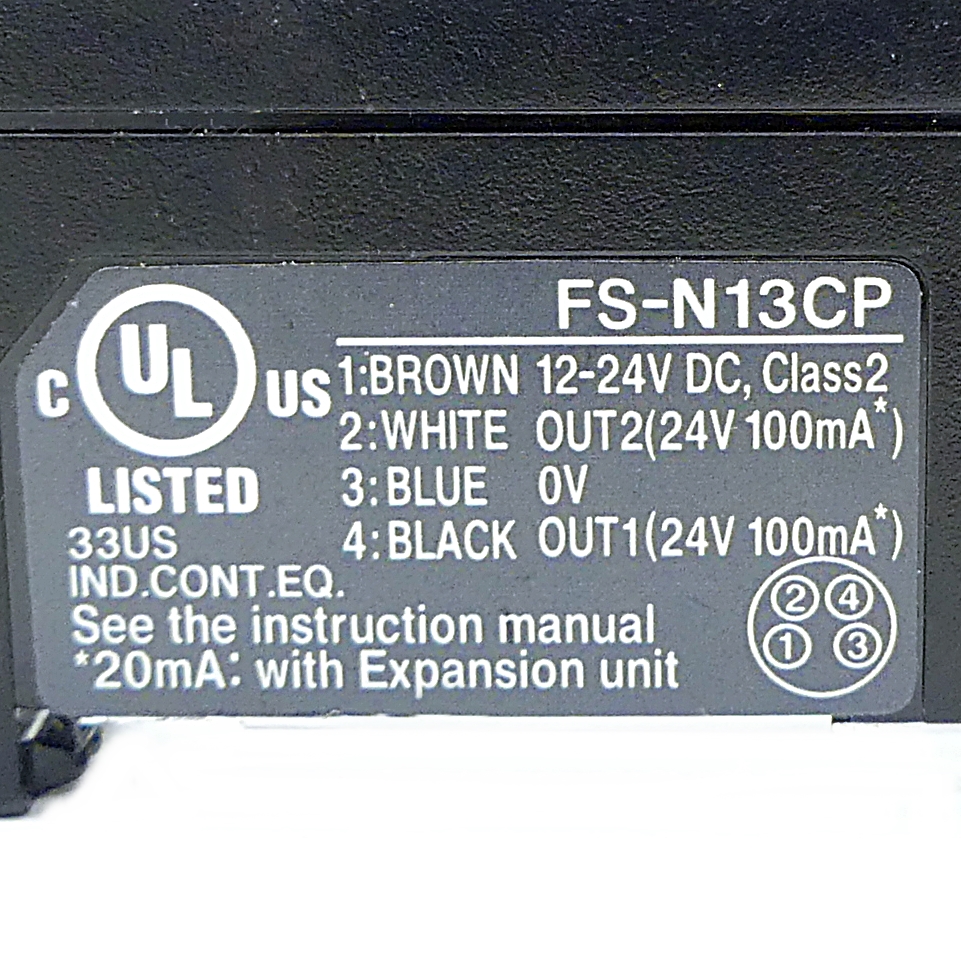 FS-N13CP
C UL US
LISTED
33US
IND.CONT.EQ.
1:BROWN 12-24V DC, Class2
2:WHITE OUT2(24V 100mA*)
3:BLUE 0V
4:BLACK OUT1(24V 100mA*)
See the instruction manual
*20mA: with Expansion unit
2 4
1 3